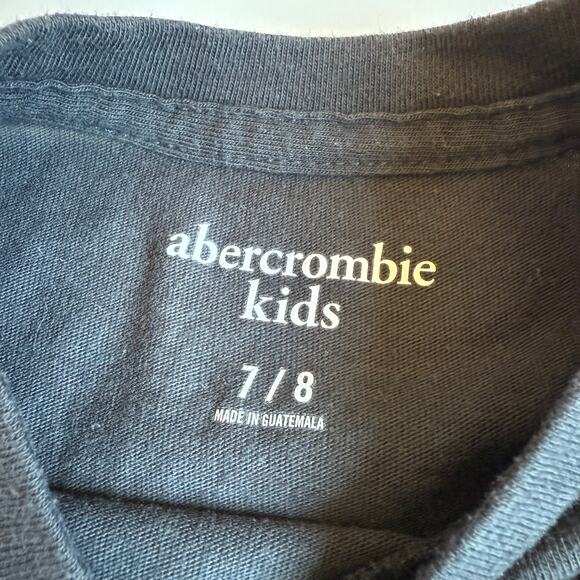 abercrombie
kids
7 / 8
MADE IN GUATEMALA